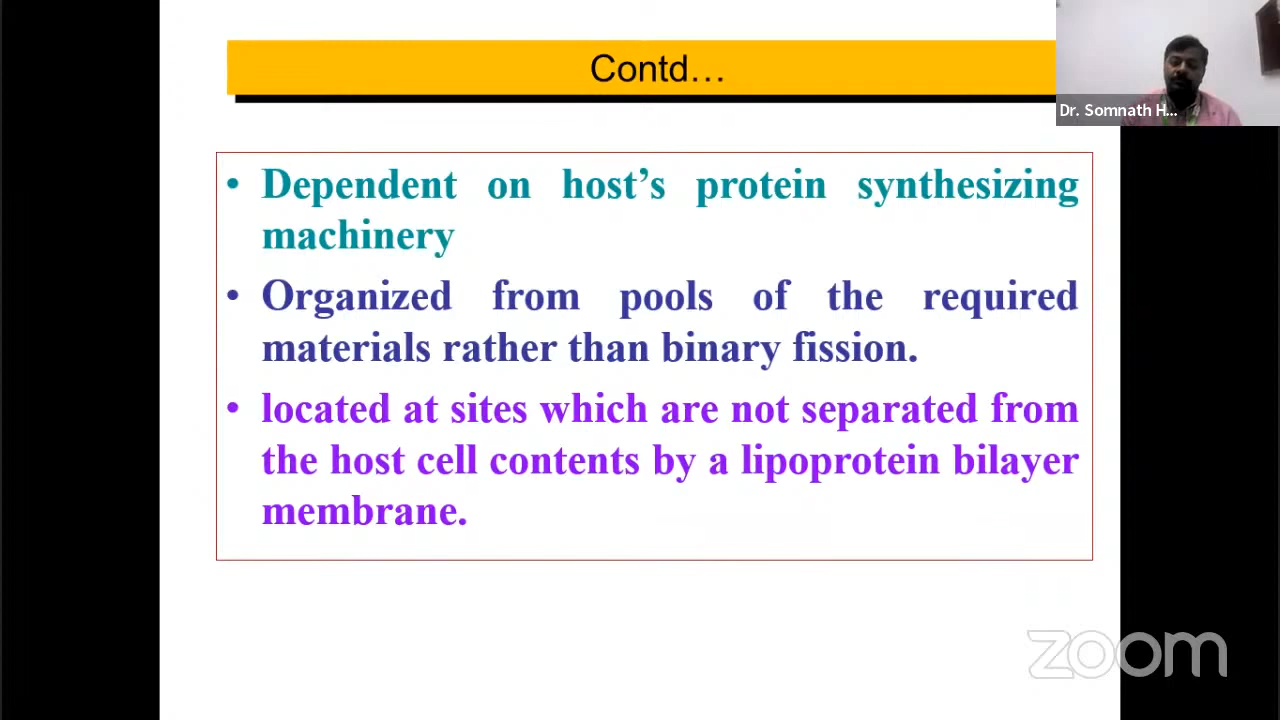 Contd…
Dr. Somnath H...
• Dependent on host’s protein synthesizing
machinery
• Organized from pools of the required
materials rather than binary fission.
• located at sites which are not separated from
the host cell contents by a lipoprotein bilayer
membrane.
zoom